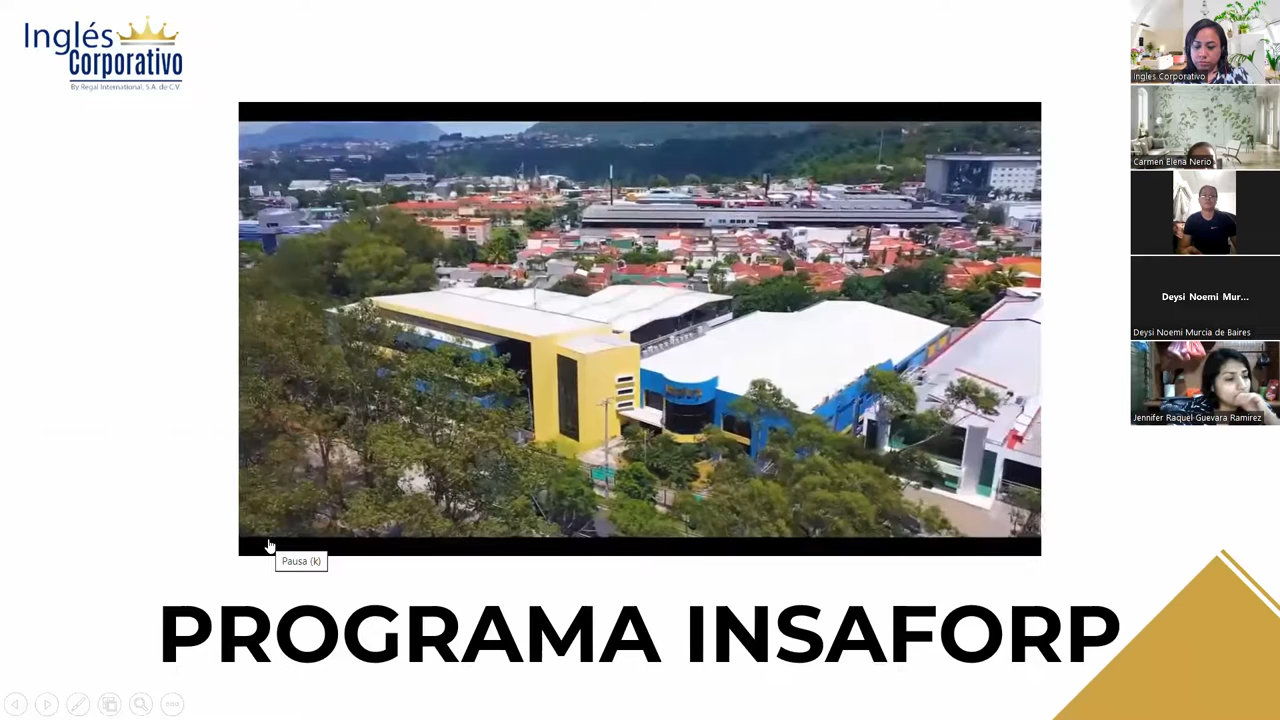 Inglés
Corporativo
By Regal International, S.A. de C.V.
Ingles Corporativo
Carmen Elena Nerio
Deysi Noemi Mur...
Deysi Noemi Murcia de Baires
Jennifer Raquel Guevara Ramirez
Pausa (k)
PROGRAMA INSAFORP